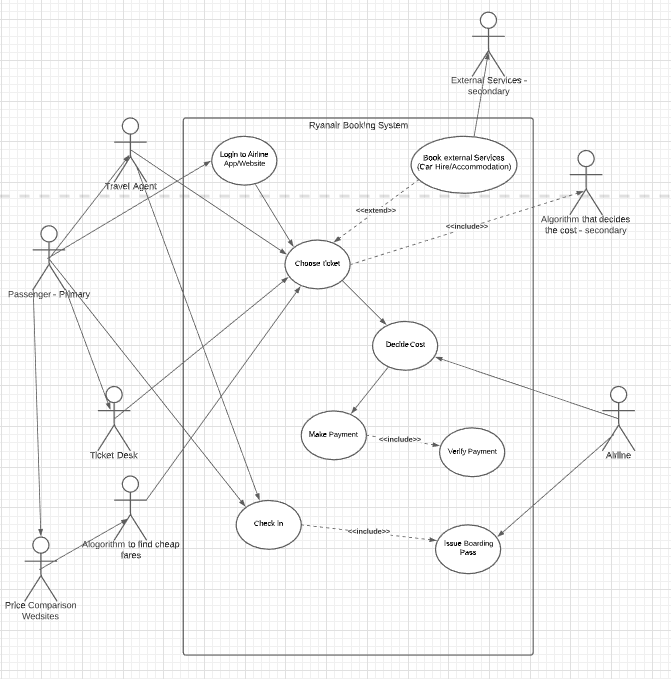 External Services -
secondary
Ryanair Booking System
Login to Airline
App/Website
Book external Services
(Car Hire/Accommodation)
Travel Agent
<<extend>>
<<include>>
Algorithm that decides
the cost - secondary
Choose Ticket
Passenger - Primary
Decide Cost
Make Payment
<<include>>
Verify Payment
Ticket Desk
Airline
Check In
<<include>>
Issue Boarding
Pass
Alogorithm to find cheap
fares
Price Comparison
Wedsites